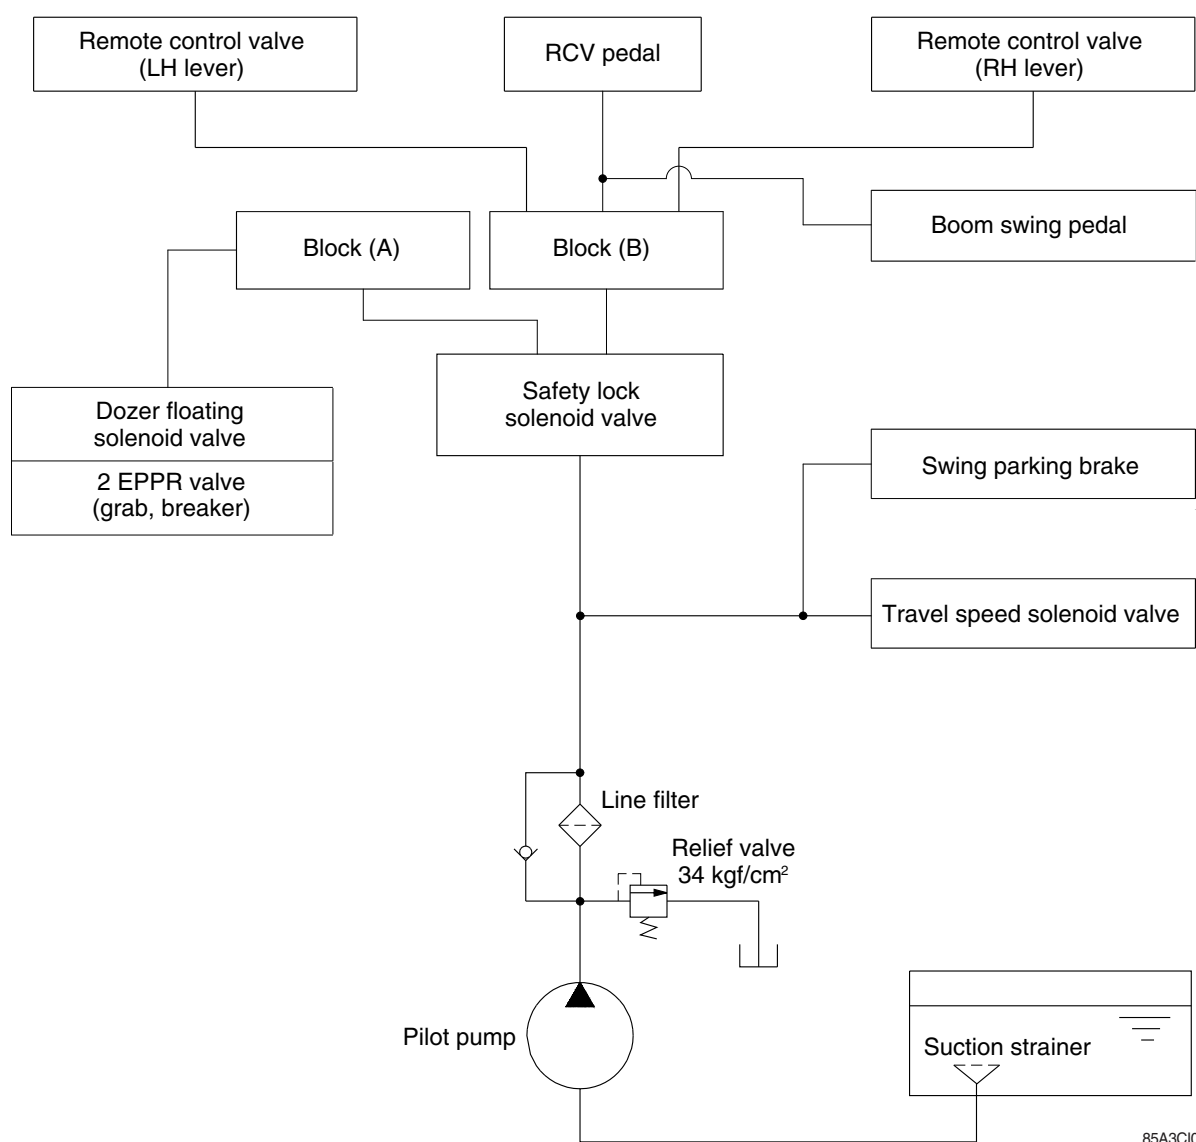 Remote control valve
(LH lever)
RCV pedal
Remote control valve
(RH lever)
Block (A)
Block (B)
Boom swing pedal
Safety lock
solenoid valve
Dozer floating
solenoid valve
2 EPPR valve
(grab, breaker)
Swing parking brake
Travel speed solenoid valve
Line filter
Relief valve
34 kgf/cm²
Pilot pump
Suction strainer